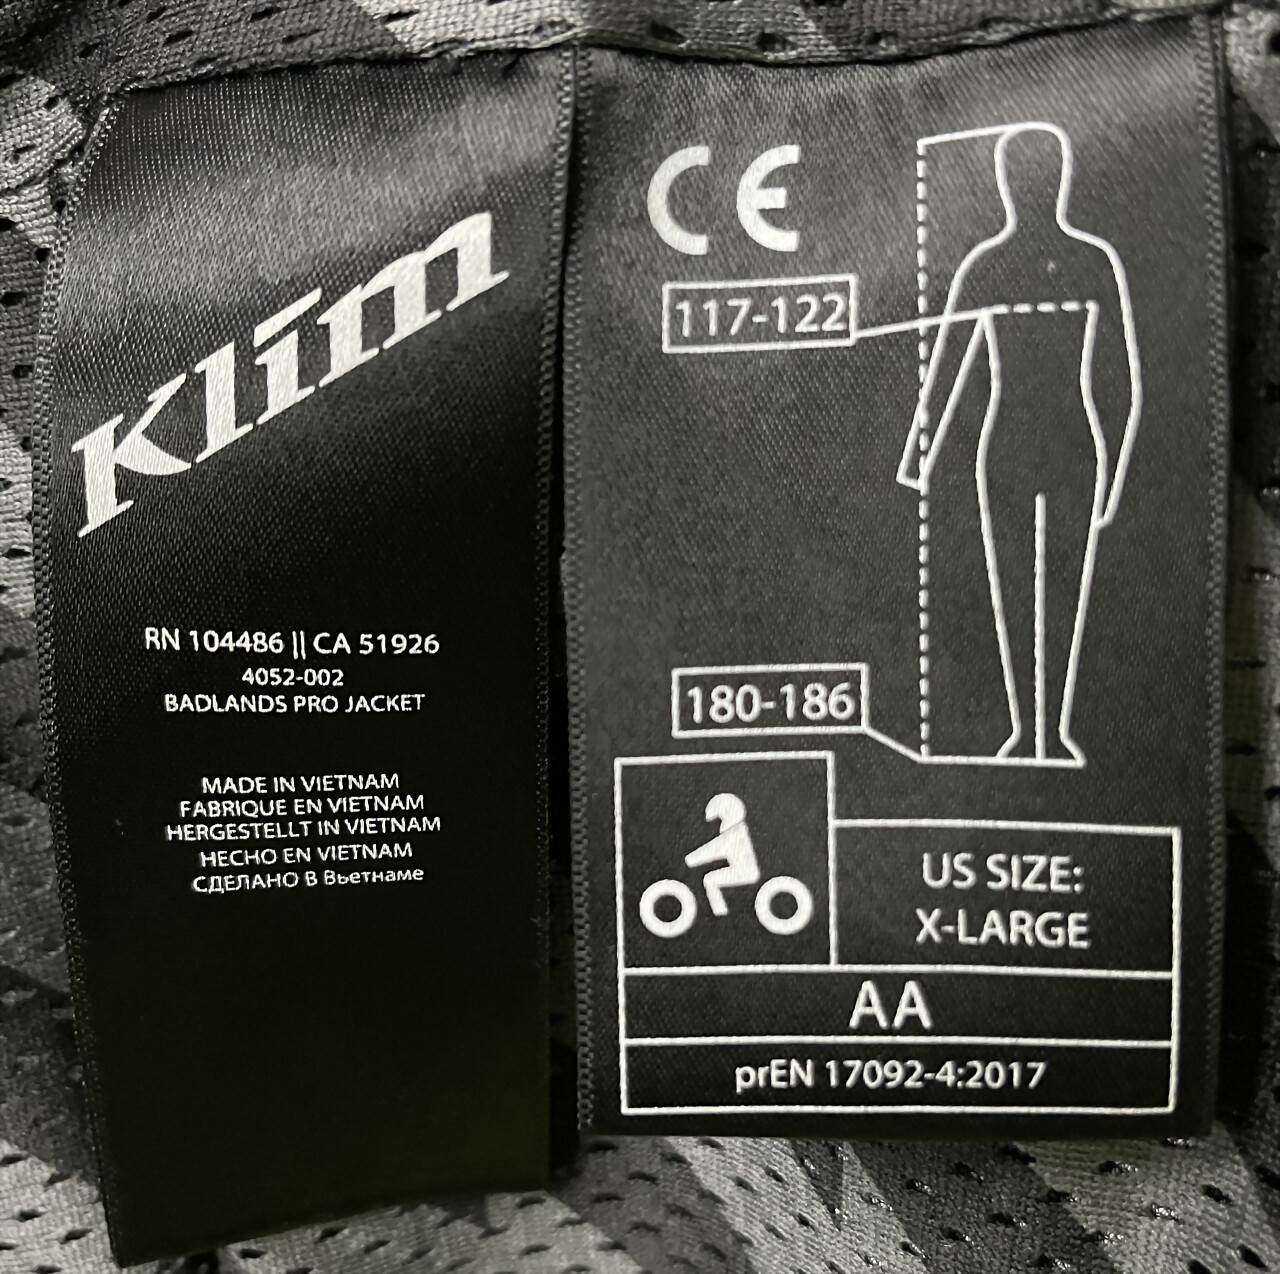 Klim
RN 104486 || CA 51926
4052-002
BADLANDS PRO JACKET
MADE IN VIETNAM
FABRIQUE EN VIETNAM
HERGESTELLT IN VIETNAM
HECHO EN VIETNAM
СДЕЛАНО В Вьетнаме
CE
117-122
180-186
US SIZE:
X-LARGE
AA
prEN 17092-4:2017